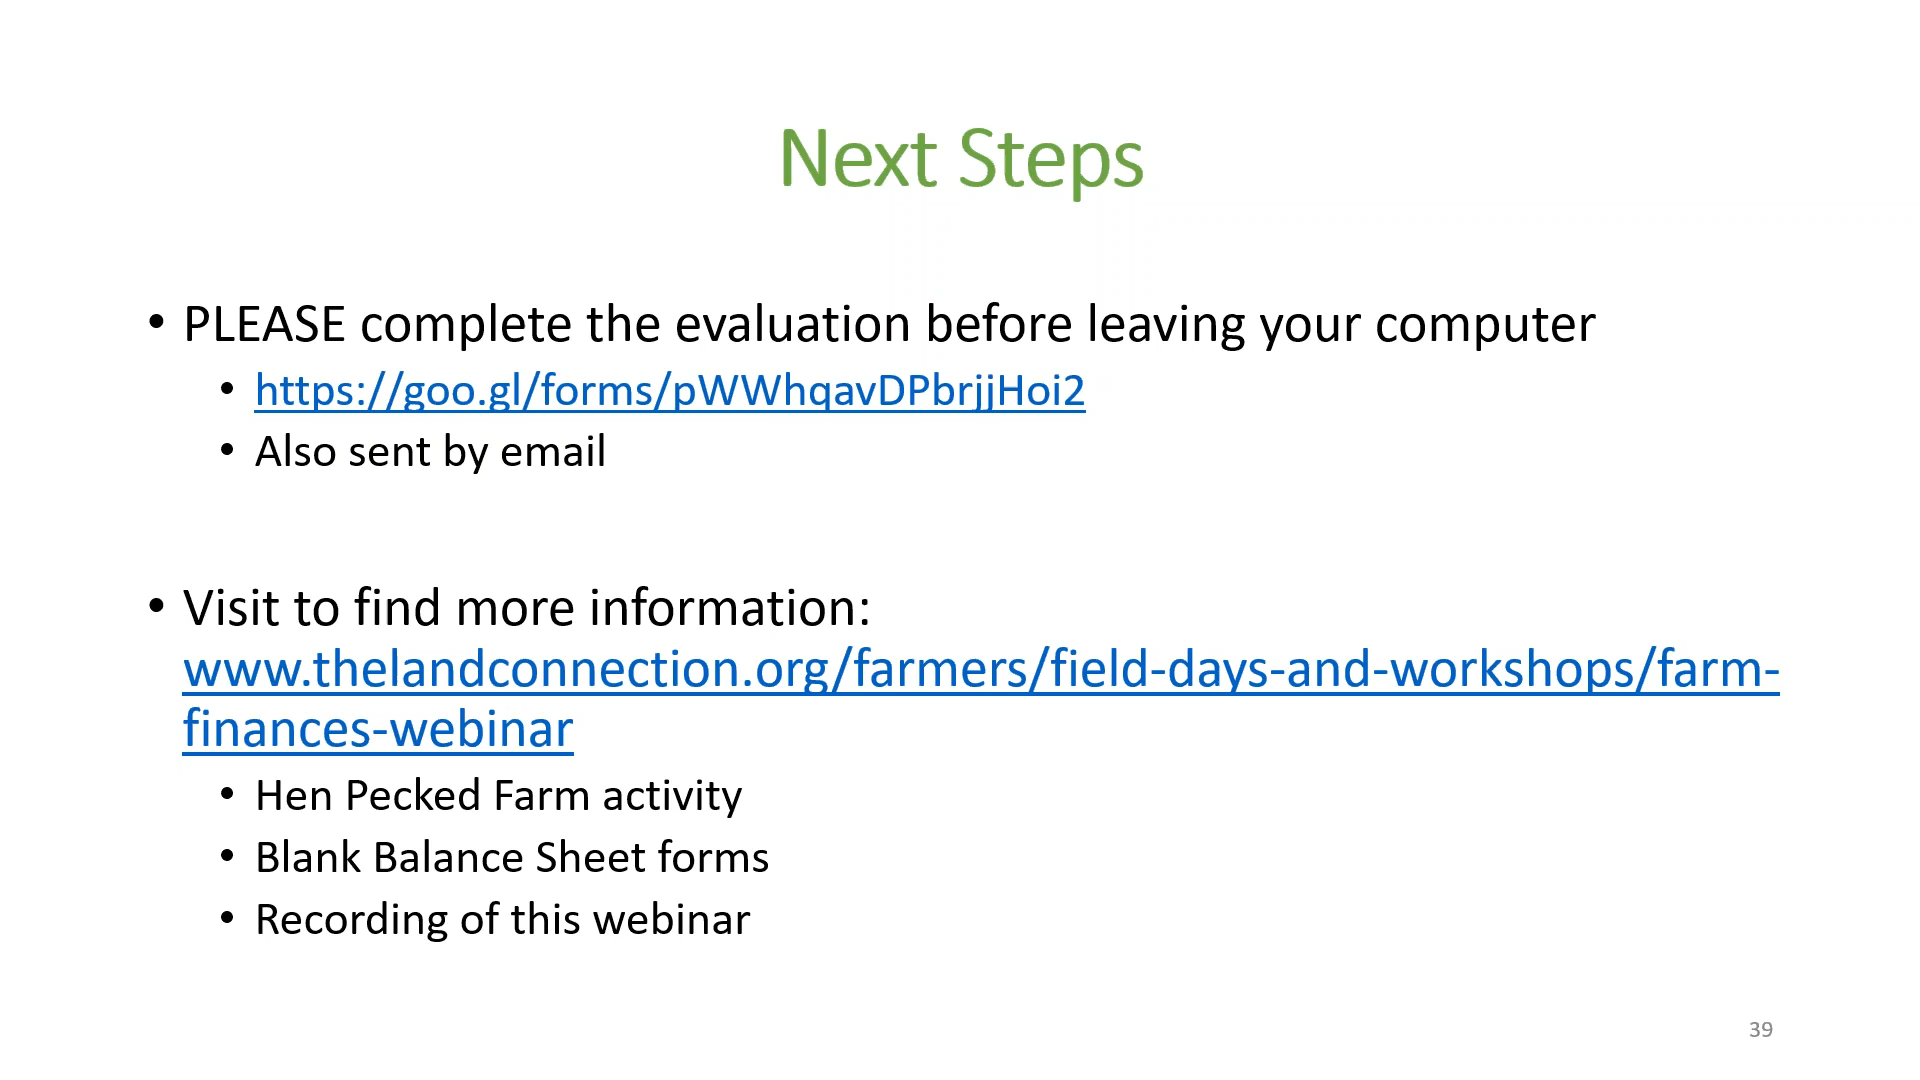 Next Steps
• PLEASE complete the evaluation before leaving your computer
• https://goo.gl/forms/pWWhqavDPbrjjHoi2
• Also sent by email
• Visit to find more information:
www.thelandconnection.org/farmers/field-days-and-workshops/farm-
finances-webinar
• Hen Pecked Farm activity
• Blank Balance Sheet forms
• Recording of this webinar
39